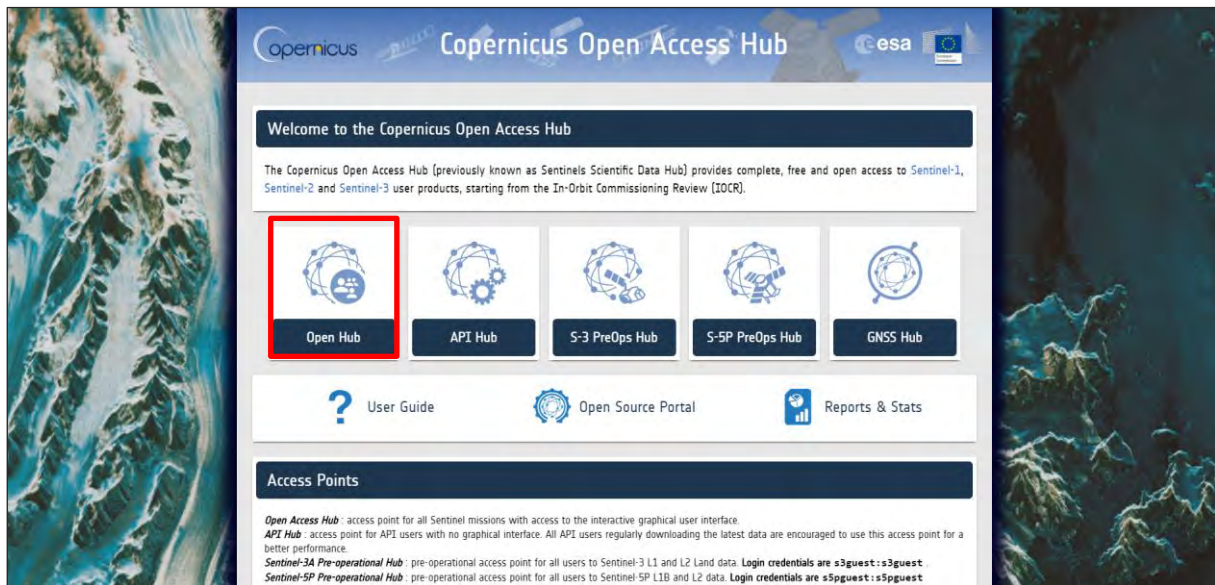 opernicus
Copernicus Open Access Hub
esa
Welcome to the Copernicus Open Access Hub
The Copernicus Open Access Hub (previously known as Sentinels Scientific Data Hub) provides complete, free and open access to Sentinel-1,
Sentinel-2 and Sentinel-3 user products, starting from the In-Orbit Commissioning Review (IOCR).
Open Hub
API Hub
S-3 PreOps Hub
S-5P PreOps Hub
GNSS Hub
?
User Guide
Open Source Portal
Reports & Stats
Access Points
Open Access Hub : access point for all Sentinel missions with access to the interactive graphical user interface.
API Hub : access point for API users with no graphical interface. All API users regularly downloading the latest data are encouraged to use this access point for a
better performance.
Sentinel-3A Pre-operational Hub : pre-operational access point for all users to Sentinel-3 L1 and L2 Land data. Login credentials are s3guest:s3guest
Sentinel-5P Pre-operational Hub : pre-operational access point for all users to Sentinel-5P L1B and L2 data. Login credentials are s5pguest:s5pguest